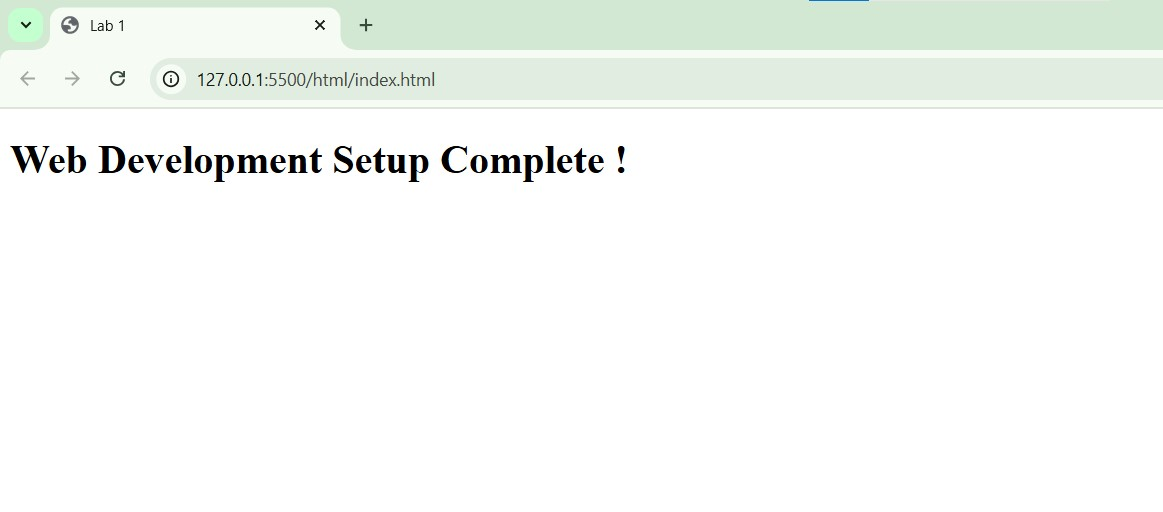 Lab 1
127.0.0.1:5500/html/index.html
Web Development Setup Complete !